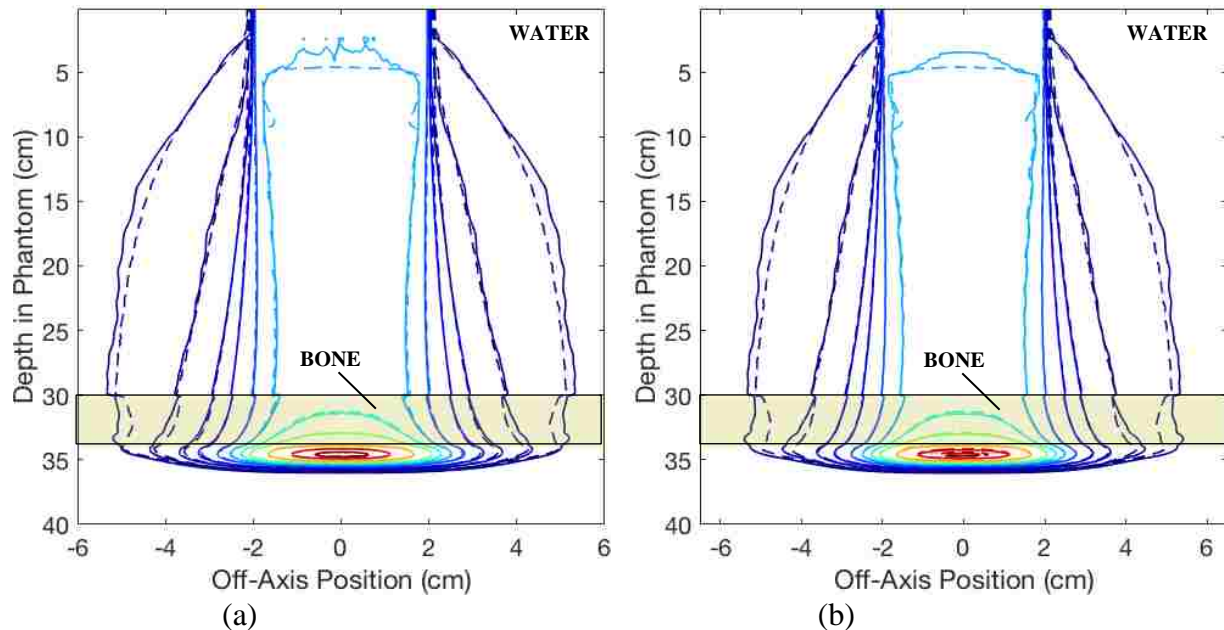 WATER
5
10
15
20
25
30
35
40
Depth in Phantom (cm)
BONE
-6 -4 -2 0 2 4 6
Off-Axis Position (cm)
(a)
WATER
5
10
15
20
25
30
35
40
Depth in Phantom (cm)
BONE
-6 -4 -2 0 2 4 6
Off-Axis Position (cm)
(b)